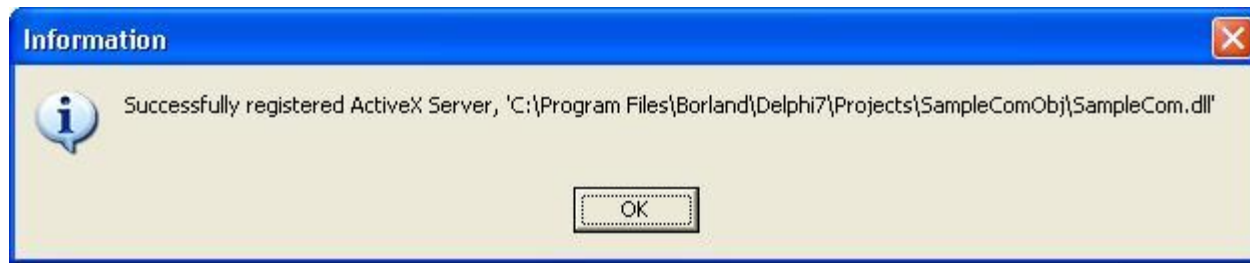 Information
Successfully registered ActiveX Server, 'C:\Program Files\Borland\Delphi7\Projects\SampleComObj\SampleCom.dll'
OK